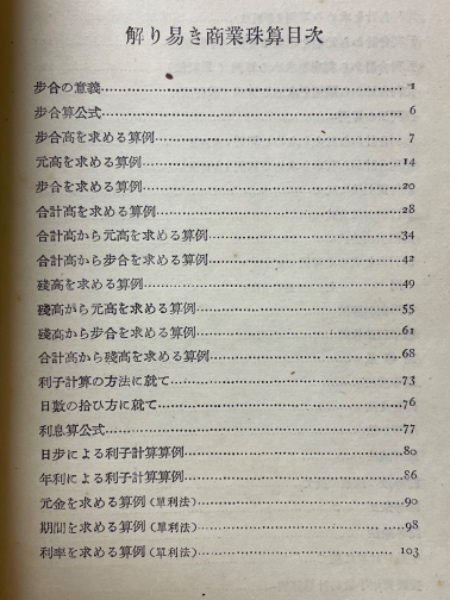 解り易き商業珠算目次
歩合の意義……1
歩合算公式……6
歩合高を求める算例……7
元高を求める算例……14
歩合を求める算例……20
合計高を求める算例……28
合計高から元高を求める算例……34
合計高から歩合を求める算例……42
殘高を求める算例……49
殘高から元高を求める算例……55
殘高から歩合を求める算例……61
合計高から殘高を求める算例……68
利子計算の方法に就て……73
日數の拾ひ方に就て……76
利息算公式……77
日歩による利子計算算例……80
年利による利子計算算例……86
元金を求める算例(單利法)……90
期間を求める算例(單利法)……98
利率を求める算例(單利法)……103